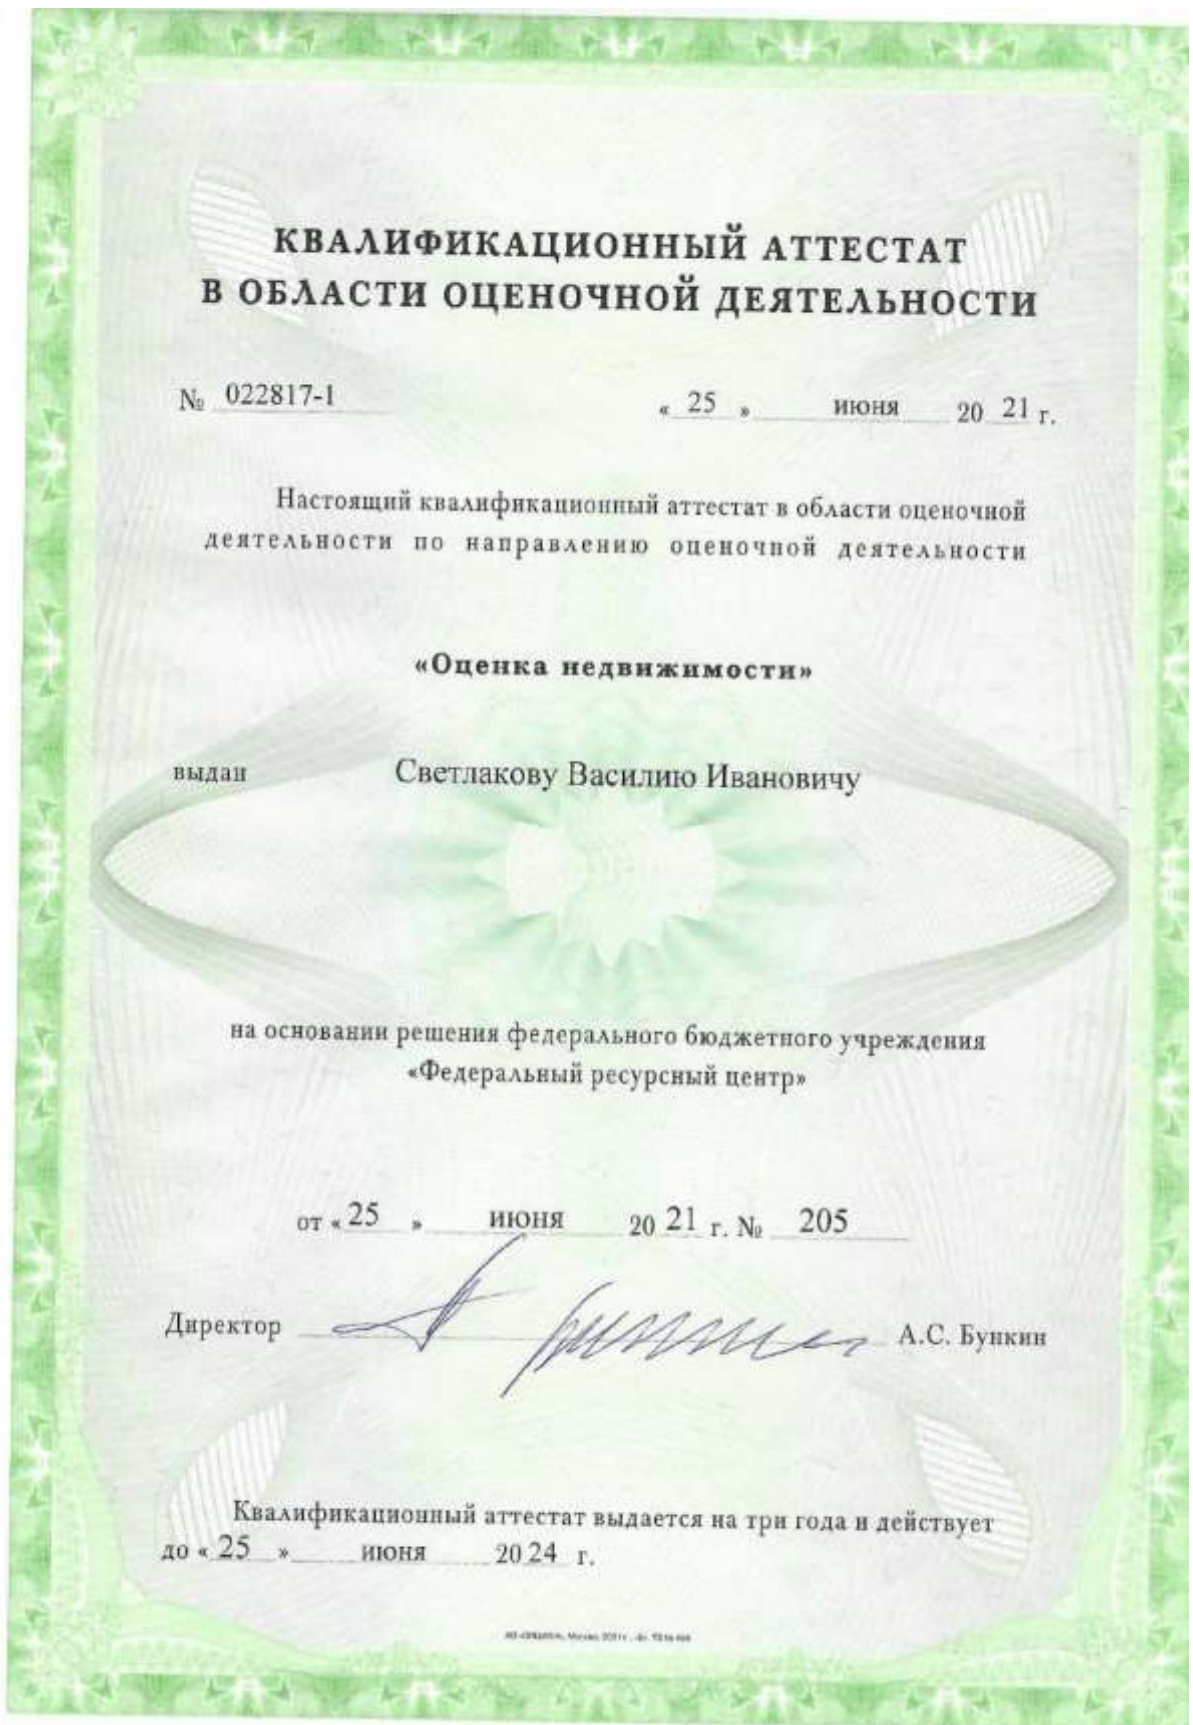 КВАЛИФИКАЦИОННЫЙ АТТЕСТАТ
В ОБЛАСТИ ОЦЕНОЧНОЙ ДЕЯТЕЛЬНОСТИ
№ 022817-1 « 25 » июня 20 21 г.
Настоящий квалификационный аттестат в области оценочной
деятельности по направлению оценочной деятельности
«Оценка недвижимости»
выдан Светлакову Василию Ивановичу
на основании решения федерального бюджетного учреждения
«Федеральный ресурсный центр»
от « 25 » июня 20 21 г. № 205
Директор А.С. Бункин
Квалификационный аттестат выдается на три года и действует
до « 25 » июня 20 24 г.
Москва, 2021 г.